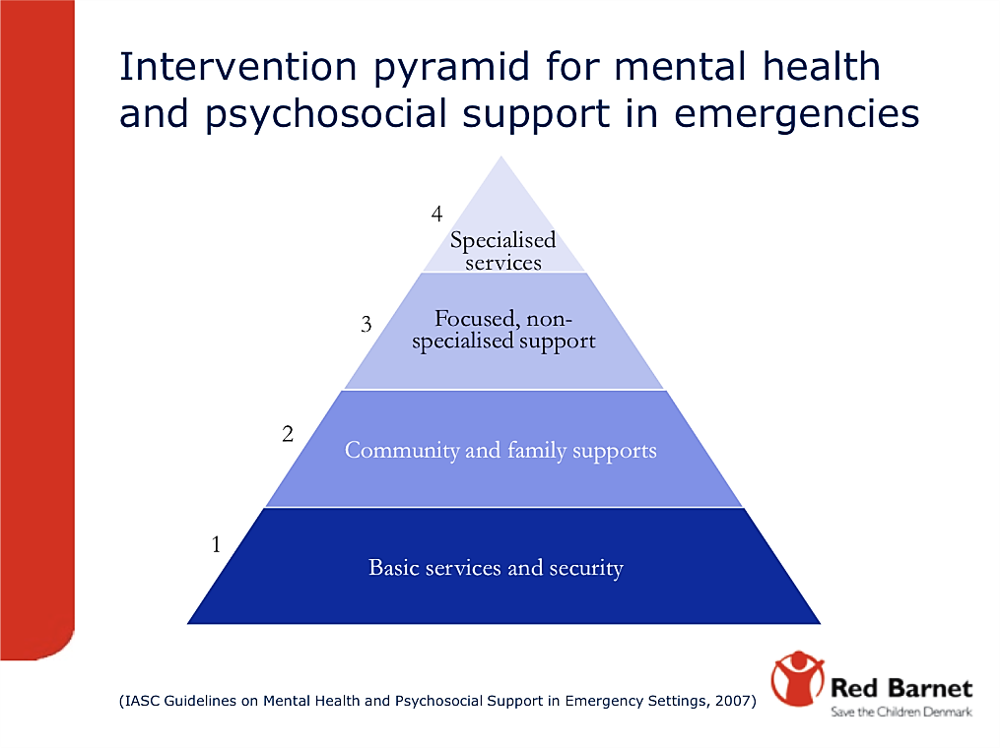 Intervention pyramid for mental health
and psychosocial support in emergencies
4
Specialised
services
3
Focused, non-
specialised support
2
Community and family supports
1
Basic services and security
(IASC Guidelines on Mental Health and Psychosocial Support in Emergency Settings, 2007)
Red Barnet
Save the Children Denmark